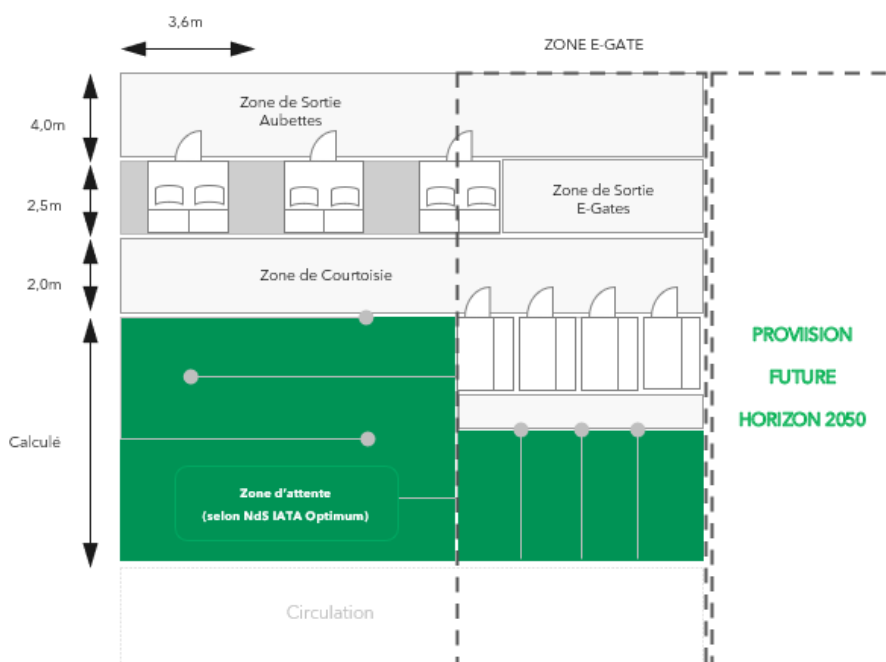 3,6m
ZONE E-GATE
4,0m
Zone de Sortie
Aubettes
2,5m
Zone de Sortie
E-Gates
2,0m
Zone de Courtoisie
PROVISION
FUTURE
HORIZON 2050
Calculé
Zone d'attente
(selon NdS IATA Optimum)
Circulation